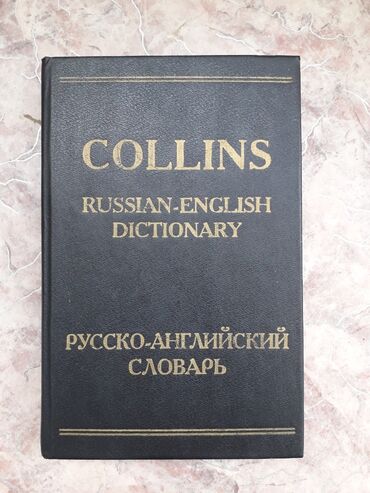 COLLINS
RUSSIAN-ENGLISH
DICTIONARY
РУССКО-АНГЛИЙСКИЙ
СЛОВАРЬ